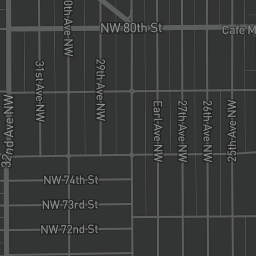 NW 80th St
Cafe M
30th Ave NW
31st Ave NW
29th Ave NW
32nd Ave NW
Earl Ave NW
27th Ave NW
26th Ave NW
25th Ave NW
NW 74th St
NW 73rd St
NW 72nd St